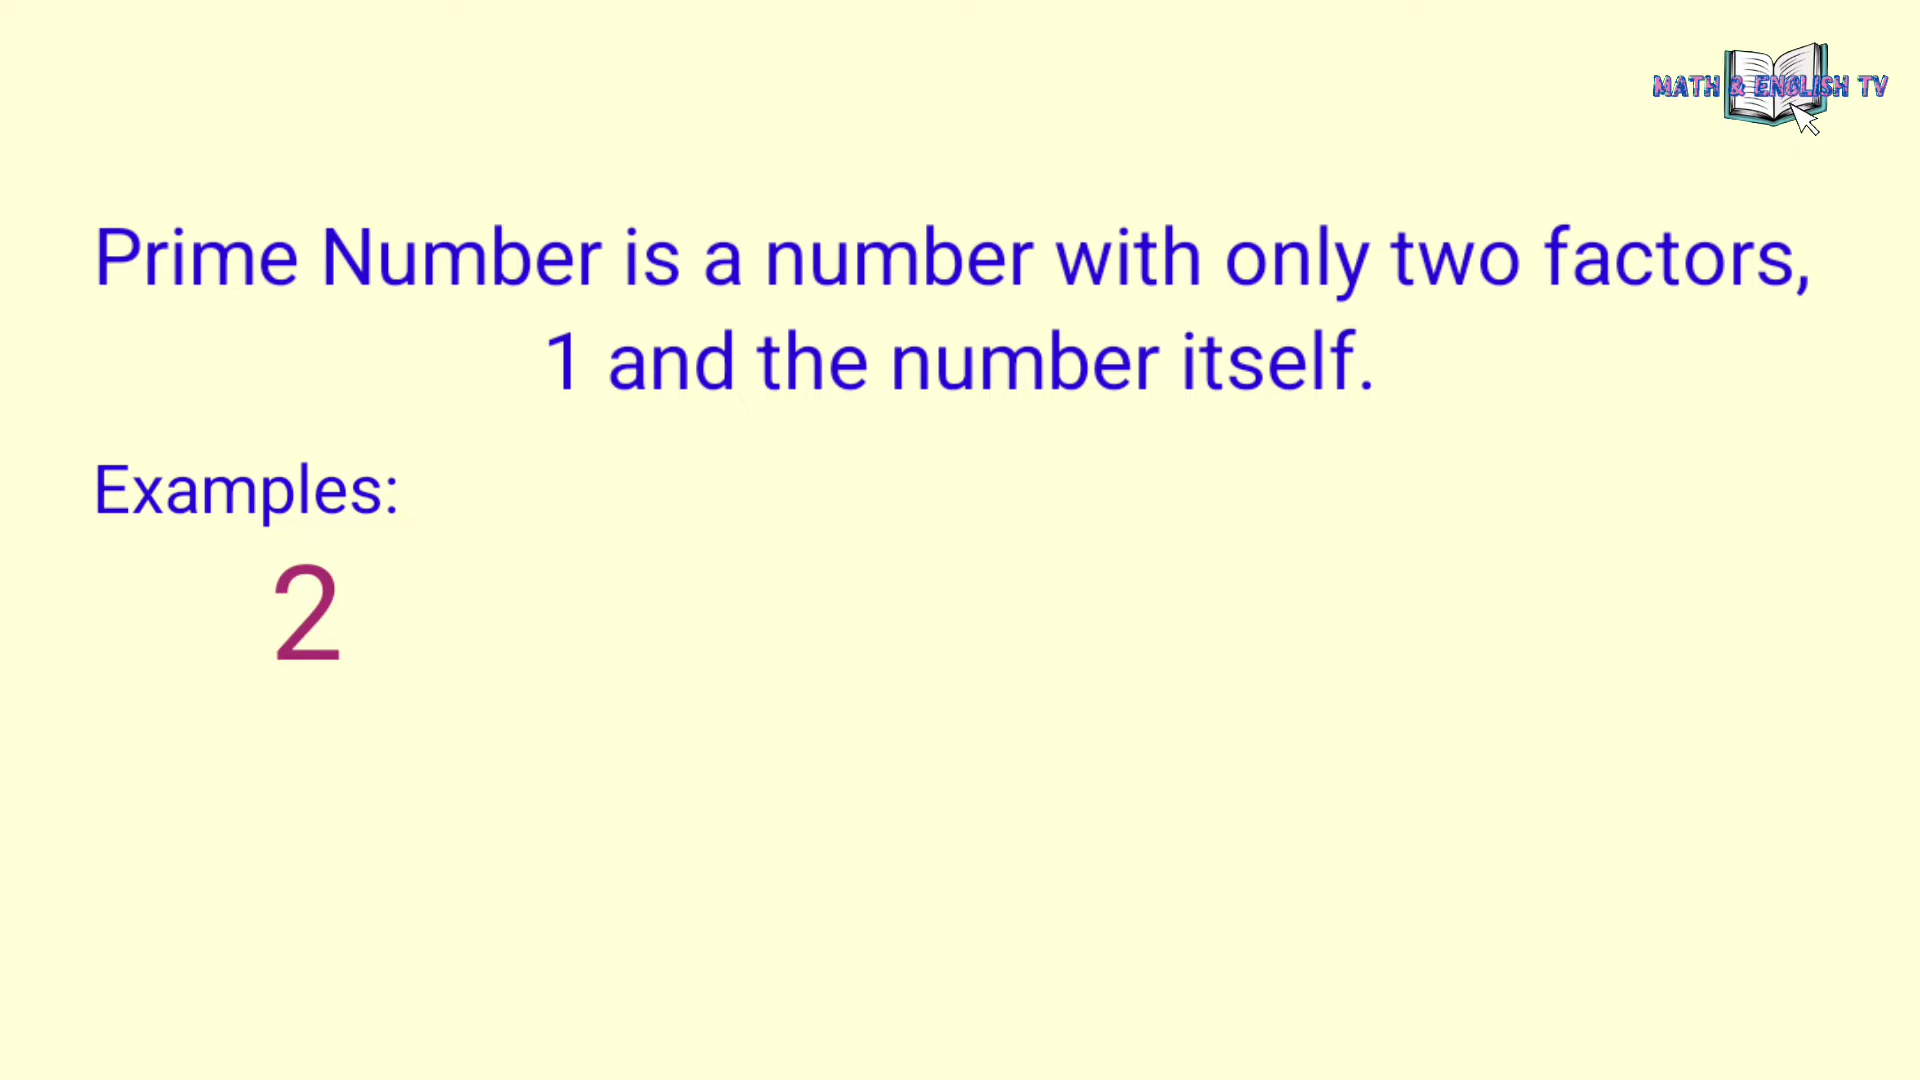 MATH & ENGLISH TV
Prime Number is a number with only two factors,
1 and the number itself.
Examples:
2